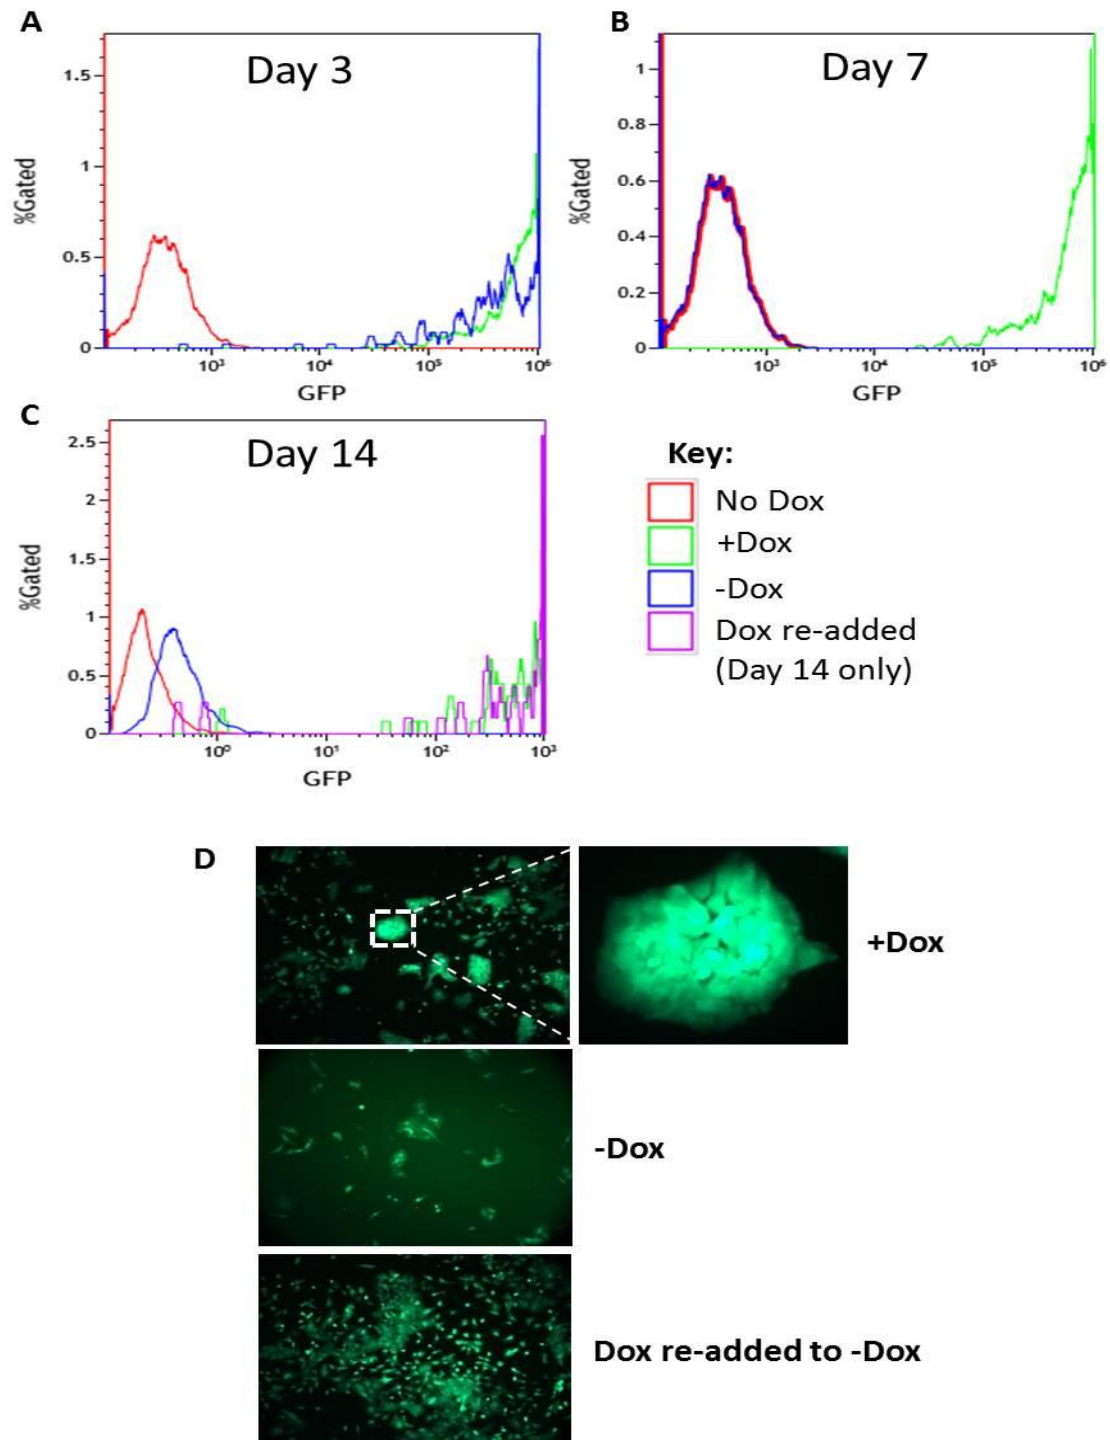 A
Day 3
1.5
1
0.5
0
%Gated
10³
10⁴
10⁵
10⁶
GFP
B
Day 7
1
0.8
0.6
0.4
0.2
0
%Gated
10³
10⁴
10⁵
10⁶
GFP
C
Day 14
2.5
2
1.5
1
0.5
0
%Gated
10⁰
10¹
10²
10³
GFP
Key:
No Dox
+Dox
-Dox
Dox re-added
(Day 14 only)
D
+Dox
-Dox
Dox re-added to -Dox